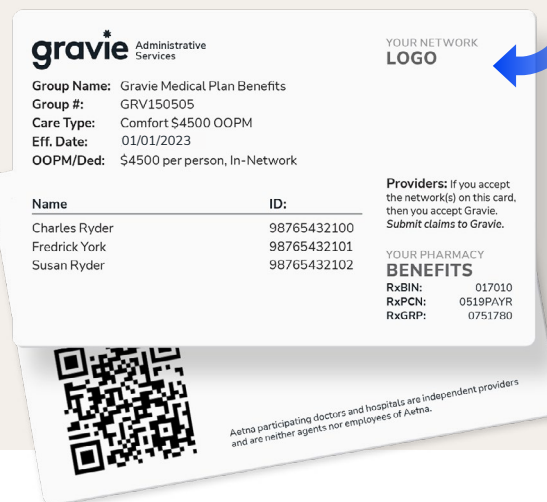 gravie Administrative
Services
YOUR NETWORK
LOGO
Group Name: Gravie Medical Plan Benefits
Group #: GRV150505
Care Type: Comfort $4500 OOPM
Eff. Date: 01/01/2023
OOPM/Ded: $4500 per person, In-Network
Name ID:
Charles Ryder 98765432100
Fredrick York 98765432101
Susan Ryder 98765432102
Providers: If you accept
the network(s) on this card,
then you accept Gravie.
Submit claims to Gravie.
YOUR PHARMACY
BENEFITS
RxBIN: 017010
RxPCN: 0519PAYR
RxGRP: 0751780
Aetna participating doctors and hospitals are independent providers
and are neither agents nor employees of Aetna.